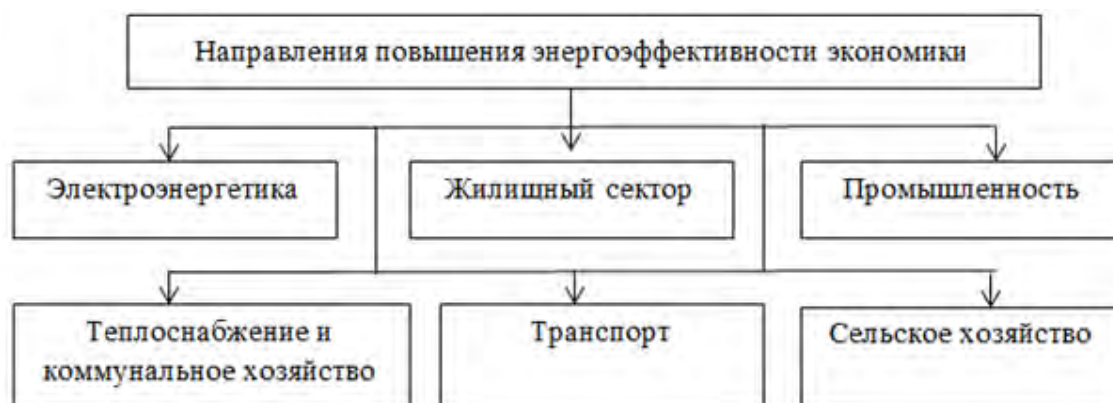 Направления повышения энергоэффективности экономики
Электроэнергетика
Жилищный сектор
Промышленность
Теплоснабжение и
коммунальное хозяйство
Транспорт
Сельское хозяйство